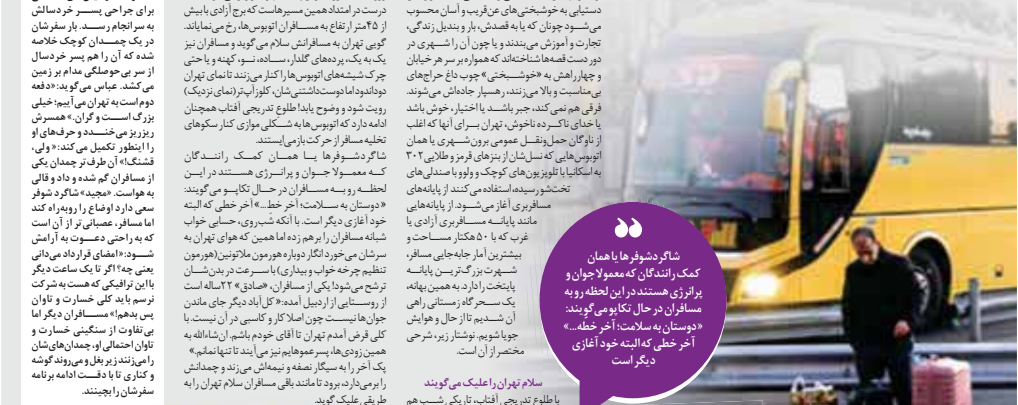 دستیابی به خوشبختی‌های عن‌قریب و آسان محسوب
می‌شود چونان که یا به قصدش، بار و بندیل زندگی،
تجارت و آموزش می‌بندند و یا چون آن را شهری در
دوردست قصه‌ها شناخته‌اند که همواره بر سر هر خیابان
و چهارراهش به «خوشبختی» چوب داغ حراج‌های
بی‌مناسبت و بالا می‌زنند، رهسپار جاده‌اش می‌شوند.
فرقی هم نمی‌کند، جبر باشد یا اختیار، خوش باشد
یا خدای ناکرده ناخوش، تهران برای آنها که اغلب
از ناوگان حمل‌ونقل عمومی برون‌شهری یا همان
اتوبوس‌هایی که نسل‌شان از بنزهای قرمز و طلایی ۳۰۲
به اسکانیا با تلویزیون‌های کوچک و ولوو با صندلی‌های
تخت‌شو رسیده، استفاده می‌کنند از پایانه‌های
مسافربری آغاز می‌شود. از پایانه‌هایی
مانند پایانه مسافربری آزادی یا
غرب که با ۵۰ هکتار مساحت و
بیشترین آمار جابه‌جایی مسافر،
شهرت بزرگ‌ترین پایانه
پایتخت را دارد. به همین بهانه،
یک سحرگاه زمستانی راهی
آن شدیم تا از حال و هوایش
جویا شویم. نوشتار زیر، شرحی
مختصر از آن است.
سلام تهران را علیک می‌گویند
با طلوع تدریجی آفتاب، تاریکی شب هم
درست در امتداد همین مسیرهاست که برج آزادی با بیش
از ۴۵ متر ارتفاع به مسافران اتوبوس‌ها، رخ می‌نمایاند.
گویی تهران به مسافرانش سلام می‌گوید و مسافران نیز
یک به یک، پرده‌های گلدار، ساده، نو، کهنه و یا حتی
چرک شیشه‌های اتوبوس‌ها را کنار می‌زنند تا نمای تهران
دوداندود اما دوست‌داشتنی‌شان، کلوزآپ‌تر (نمای نزدیک)
رویت شود و وضوح یابد! طلوع تدریجی آفتاب همچنان
ادامه دارد که اتوبوس‌ها به شکلی موازی کنار سکوهای
تخلیه مسافر از حرکت بازمی‌ایستند.
شاگردشوفرها یا همان کمک رانندگان
که معمولا جوان و پرانرژی هستند در این
لحظه رو به مسافران در حال تکاپو می گویند:
«دوستان به سلامت؛ آخر خط...» آخر خطی که البته
خود آغازی دیگر است. با آنکه شب‌روی، حسابی خواب
شبانه مسافران را برهم زده اما همین که هوای تهران به
سرشان می‌خورد انگار دوباره هورمون ملاتونین (هورمون
تنظیم چرخه خواب و بیداری) با سرعت در بدن‌شان
ترشح می‌شود! یکی از مسافران، «صادق» ۲۲ ساله است
از روستایی از اردبیل آمده: «کل‌آباد دیگر جای ماندن
جوان‌ها نیست چون اصلا کار و کاسبی در آن نیست. با
کلی قرض آمدم تهران تا آقای خودم باشم. ان‌شاءالله به
همین زودی‌ها، پسرعموهایم نیز می‌آیند تا تنها نمانم.»
پک آخر را به سیگار نصفه و نیمه‌اش می‌زند و چمدانش
را برمی‌دارد، برود تا مانند باقی مسافران سلام تهران را به
طریقی علیک گوید.
برای جراحی پسر خردسالش
به سرانجام رسد. بار سفرشان
در یک چمدان کوچک خلاصه
شده که آن را هم پسر خردسال
از سر بی‌حوصلگی مدام بر زمین
می‌کشد. عباس می‌گوید: «دفعه
دوم است به تهران می‌آییم؛ خیلی
بزرگ است و گران.» همسرش
ریزریز می‌خندد و حرف‌های او
را اینطور تکمیل می‌کند: «ولی،
قشنگ!» آن طرف‌تر چمدان یکی
از مسافران گم شده و داد و قالی
به هواست. «مجید» شاگرد شوفر
سعی دارد اوضاع را روبه‌راه کند
اما مسافر، عصبانی‌تر از آن است
که به راحتی دعوت به آرامش
شود: «امضای قرارداد می‌دانی
یعنی چه؟! اگر تا یک ساعت دیگر
با این ترافیکی که هست به شرکت
نرسم باید کلی خسارت و تاوان
پس بدهم!» مسافران دیگر اما
بی‌تفاوت از سنگینی خسارت و
تاوان احتمالی او، چمدان‌های‌شان
را می‌زنند زیر بغل و می‌روند گوشه
و کناری تا با دقت ادامه برنامه
سفرشان را بچینند.
شاگردشوفرها یا همان
کمک رانندگان که معمولا جوان و
پرانرژی هستند در این لحظه رو به
مسافران در حال تکاپو می‌گویند:
«دوستان به سلامت؛ آخر خطه...»
آخر خطی که البته خود آغازی
دیگر است